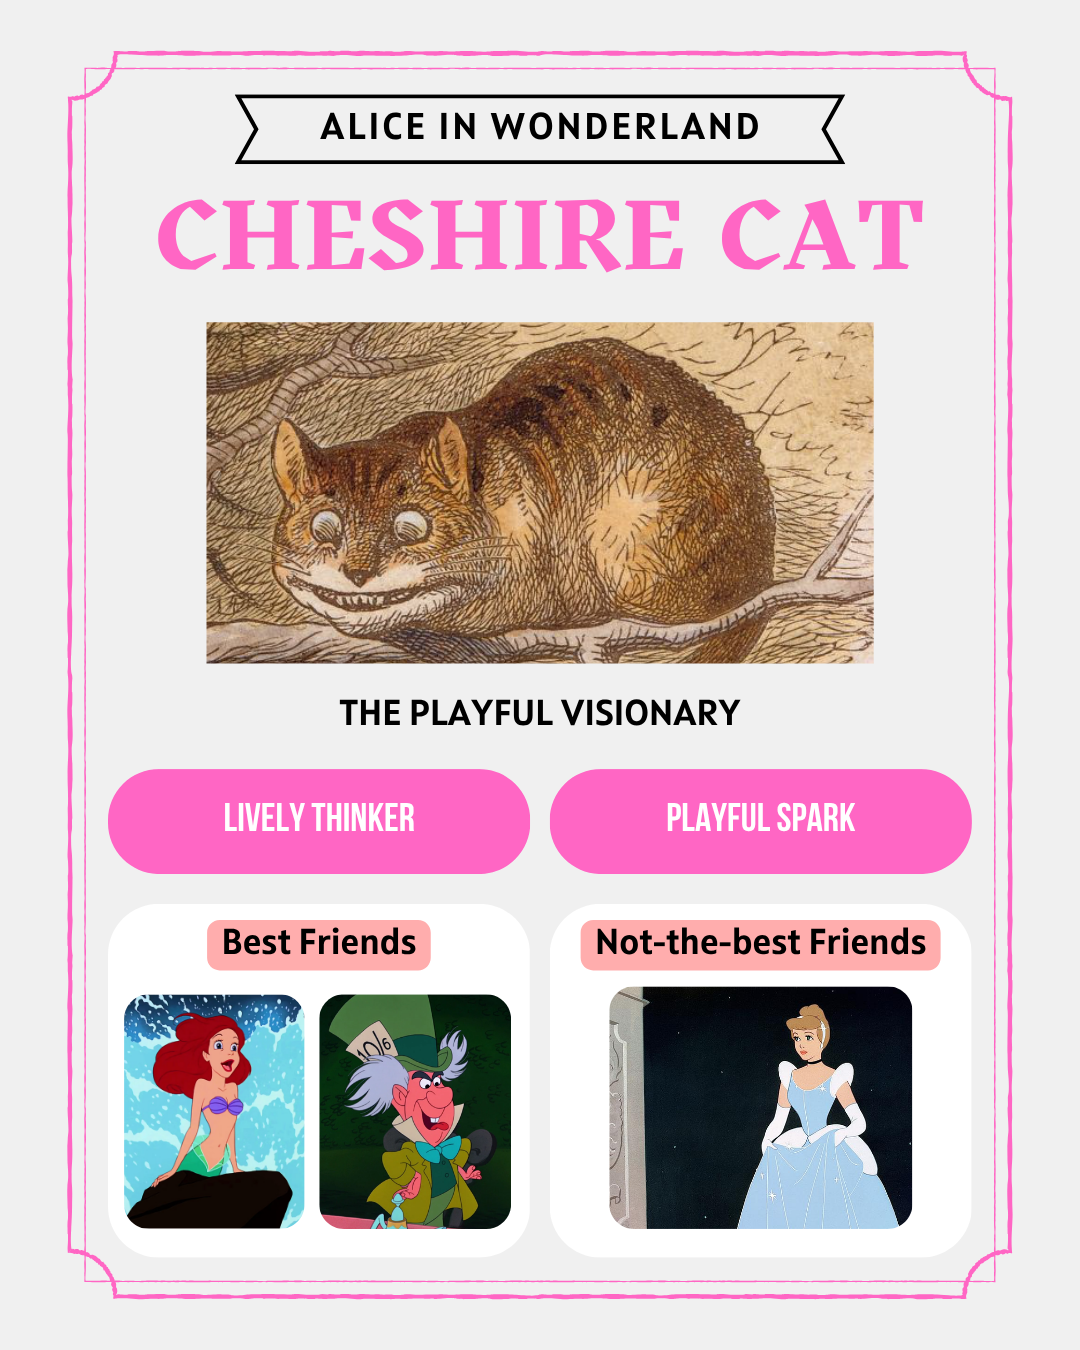 ALICE IN WONDERLAND
CHESHIRE CAT
THE PLAYFUL VISIONARY
LIVELY THINKER
PLAYFUL SPARK
Best Friends
Not-the-best Friends
10/6